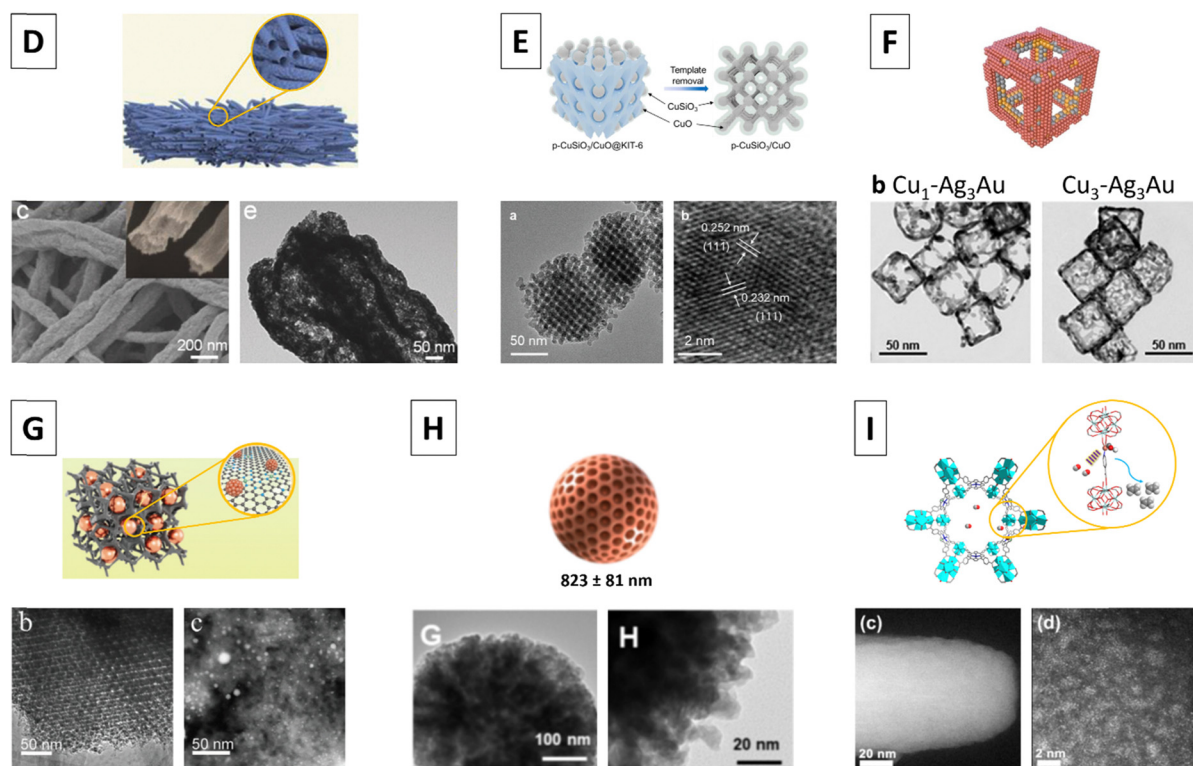 D
E
F
Template
removal
CuSiO₃
CuO
p-CuSiO₃/CuO@KIT-6
p-CuSiO₃/CuO
c
200 nm
e
50 nm
a
50 nm
b
0.252 nm
(111)
0.232 nm
(111)
2 nm
b Cu₁-Ag₃Au
Cu₃-Ag₃Au
50 nm
50 nm
G
H
I
823 ± 81 nm
b
50 nm
c
50 nm
G
100 nm
H
20 nm
(c)
20 nm
(d)
2 nm